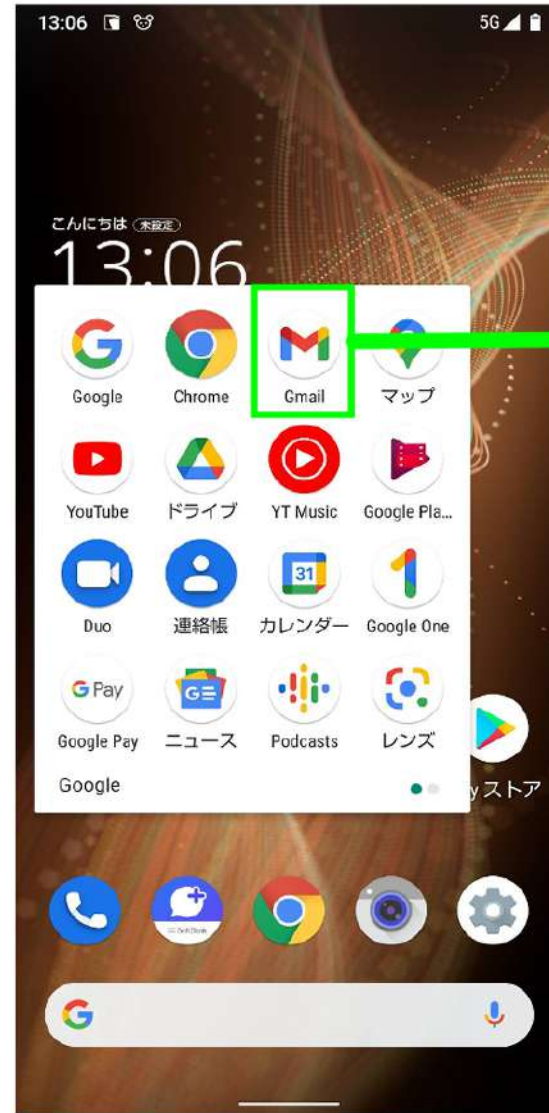 13:06 5G
こんにちは 未設定
13:06
Google Chrome Gmail マップ
YouTube ドライブ YT Music Google Pla...
31
Duo 連絡帳 カレンダー Google One
G Pay
Google Pay ニュース Podcasts レンズ
Google
yストア
SoftBank